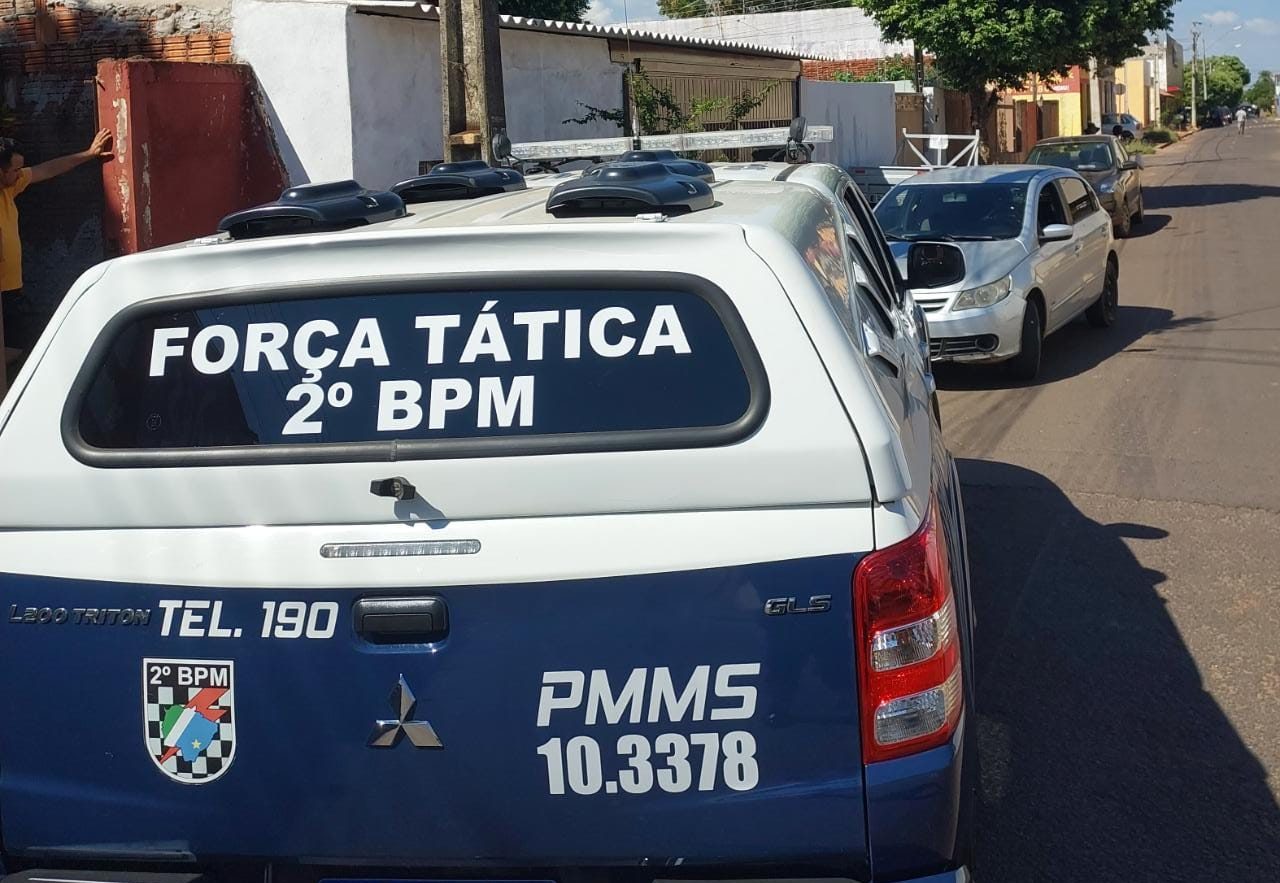 FORÇA TÁTICA
2º BPM
L200 TRITON
TEL. 190
GLS
2º BPM
PMMS
10.3378